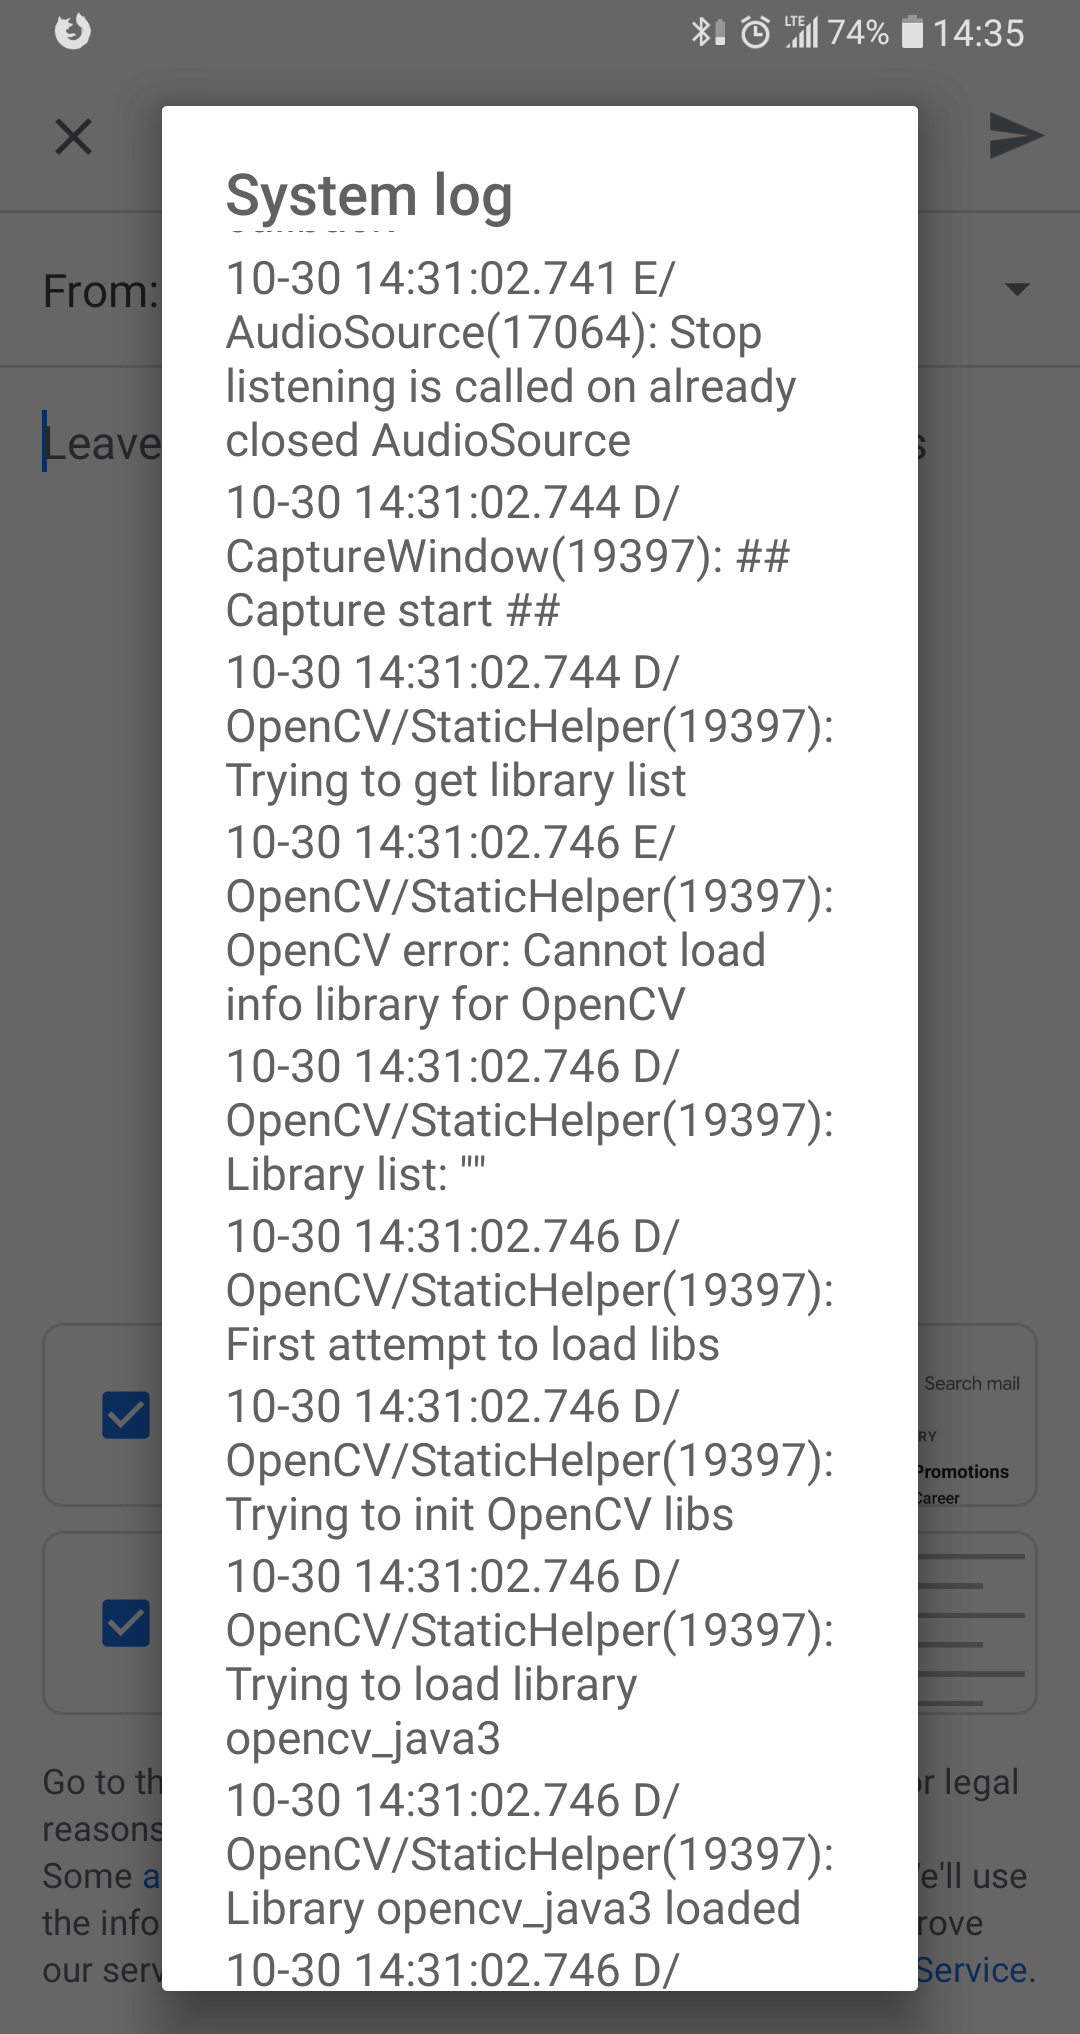 LTE 74% 14:35
System log
From:
10-30 14:31:02.741 E/
AudioSource(17064): Stop
listening is called on already
closed AudioSource
10-30 14:31:02.744 D/
CaptureWindow(19397): ##
Capture start ##
10-30 14:31:02.744 D/
OpenCV/StaticHelper(19397):
Trying to get library list
10-30 14:31:02.746 E/
OpenCV/StaticHelper(19397):
OpenCV error: Cannot load
info library for OpenCV
10-30 14:31:02.746 D/
OpenCV/StaticHelper(19397):
Library list: ""
10-30 14:31:02.746 D/
OpenCV/StaticHelper(19397):
First attempt to load libs
10-30 14:31:02.746 D/
OpenCV/StaticHelper(19397):
Trying to init OpenCV libs
10-30 14:31:02.746 D/
OpenCV/StaticHelper(19397):
Trying to load library
opencv_java3
10-30 14:31:02.746 D/
OpenCV/StaticHelper(19397):
Library opencv_java3 loaded
10-30 14:31:02.746 D/
Leave
Search mail
RY
Promotions
Career
Go to th
r legal
reasons
Some a
e'll use
the info
rove
our serv
Service.